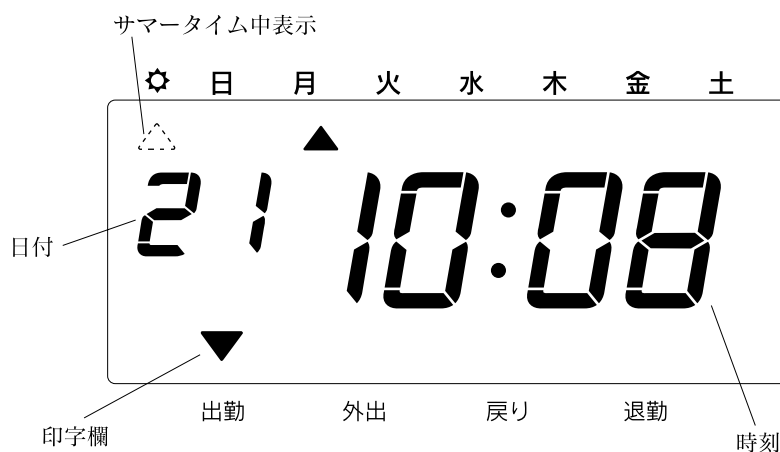 サマータイム中表示
日 月 火 水 木 金 土
21 10:08
日付
出勤 外出 戻り 退勤
印字欄
時刻